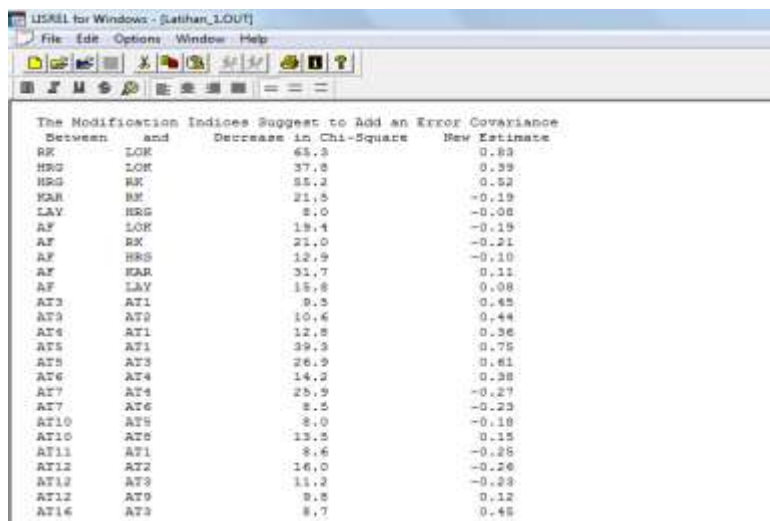 LISREL for Windows - [Latihan_1.OUT]
File Edit Options Window Help
The Modification Indices Suggest to Add an Error Covariance
Between and Decrease in Chi-Square New Estimate
RK LOK 65.3 0.83
HRG LOK 37.8 0.39
HRG RK 55.2 0.52
KAR RK 21.5 -0.19
LAY HRG 8.0 -0.08
AF LOK 19.4 -0.19
AF RK 21.0 -0.21
AF HRG 12.9 -0.10
AF KAR 31.7 0.11
AF LAY 15.8 0.08
AT3 AT1 9.5 0.45
AT3 AT2 10.6 0.44
AT4 AT1 12.8 0.36
AT5 AT1 39.3 0.75
AT5 AT3 26.9 0.61
AT6 AT4 14.2 0.38
AT7 AT4 25.9 -0.27
AT7 AT6 8.5 -0.23
AT10 AT5 8.0 -0.18
AT10 AT8 13.5 0.15
AT11 AT1 8.6 -0.25
AT12 AT2 16.0 -0.26
AT12 AT3 11.2 -0.23
AT12 AT9 9.8 0.12
AT16 AT3 8.7 0.45